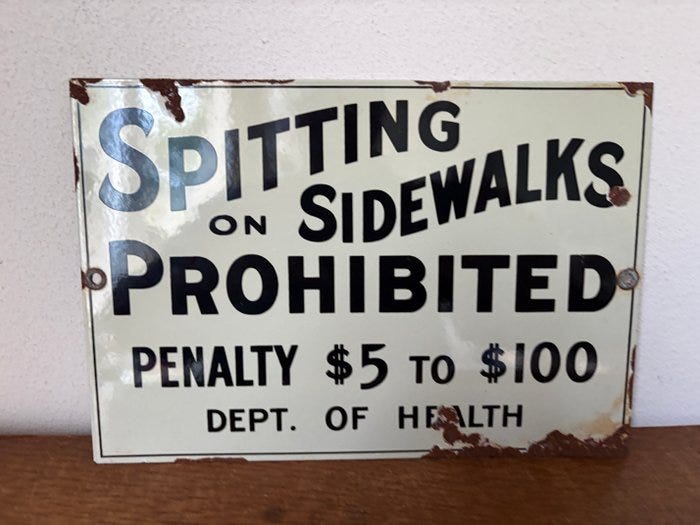 SPITTING
ON SIDEWALKS
PROHIBITED
PENALTY $5 TO $100
DEPT. OF HEALTH